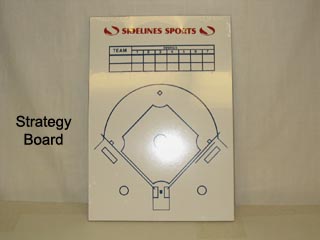 SIDELINES SPORTS
TEAM
Strategy
Board